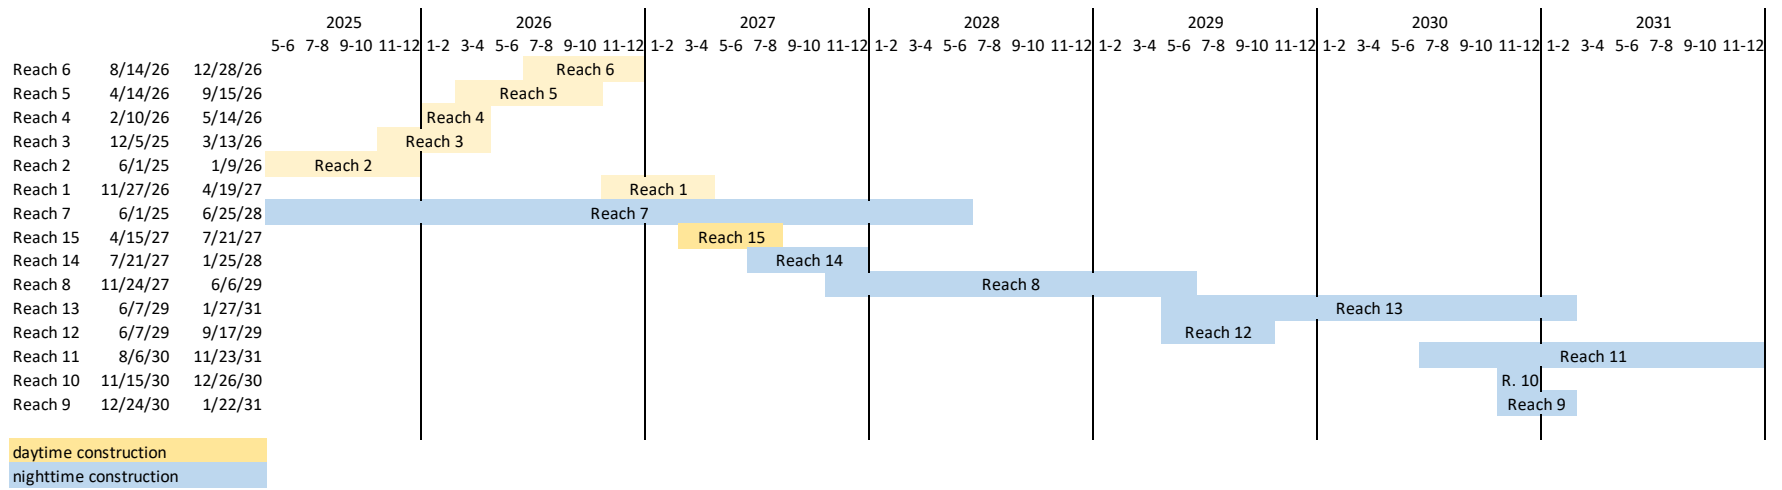 2025 2026 2027 2028 2029 2030 2031
5-6 7-8 9-10 11-12 1-2 3-4 5-6 7-8 9-10 11-12 1-2 3-4 5-6 7-8 9-10 11-12 1-2 3-4 5-6 7-8 9-10 11-12 1-2 3-4 5-6 7-8 9-10 11-12 1-2 3-4 5-6 7-8 9-10 11-12 1-2 3-4 5-6 7-8 9-10 11-12
Reach 6 8/14/26 12/28/26 Reach 6
Reach 5 4/14/26 9/15/26 Reach 5
Reach 4 2/10/26 5/14/26 Reach 4
Reach 3 12/5/25 3/13/26 Reach 3
Reach 2 6/1/25 1/9/26 Reach 2
Reach 1 11/27/26 4/19/27 Reach 1
Reach 7 6/1/25 6/25/28 Reach 7
Reach 15 4/15/27 7/21/27 Reach 15
Reach 14 7/21/27 1/25/28 Reach 14
Reach 8 11/24/27 6/6/29 Reach 8
Reach 13 6/7/29 1/27/31 Reach 13
Reach 12 6/7/29 9/17/29 Reach 12
Reach 11 8/6/30 11/23/31 Reach 11
Reach 10 11/15/30 12/26/30 R. 10
Reach 9 12/24/30 1/22/31 Reach 9
daytime construction
nighttime construction